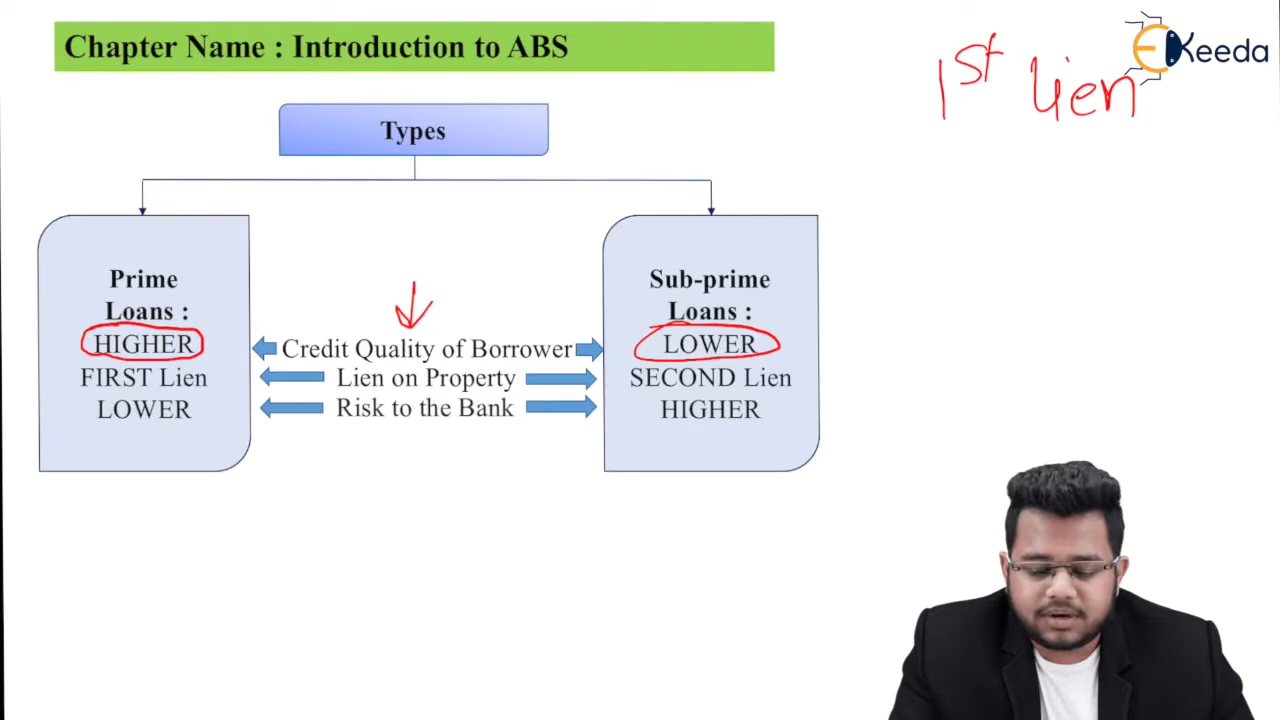 Chapter Name : Introduction to ABS
1st Lien
EKeeda
Types
Prime
Loans :
HIGHER
FIRST Lien
LOWER
Credit Quality of Borrower
Lien on Property
Risk to the Bank
Sub-prime
Loans :
LOWER
SECOND Lien
HIGHER